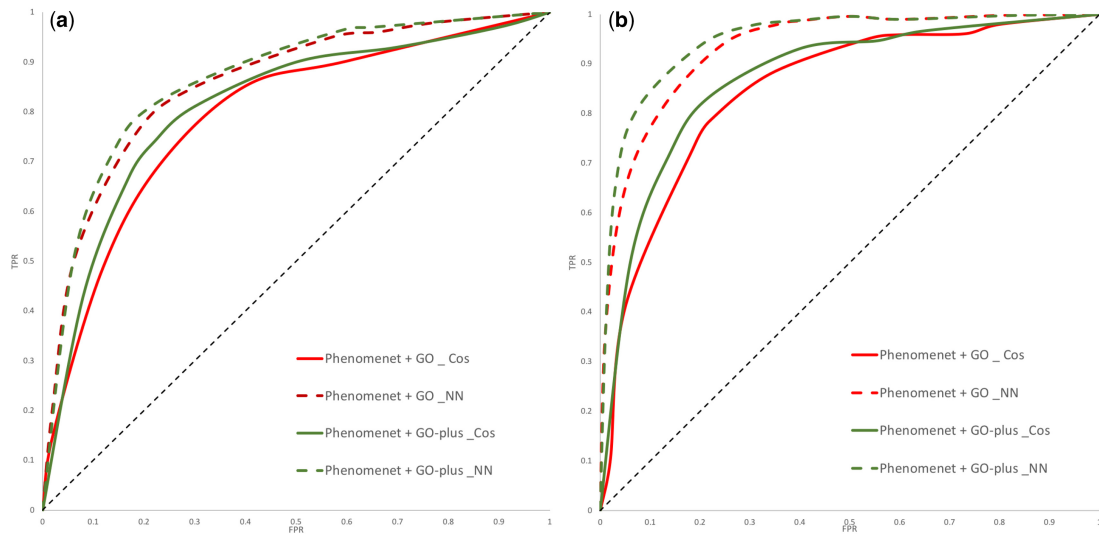 (a)
1
0.9
0.8
0.7
0.6
0.5
0.4
0.3
0.2
0.1
0
TPR
0 0.1 0.2 0.3 0.4 0.5 0.6 0.7 0.8 0.9 1
FPR
Phenomenet + GO _ Cos
Phenomenet + GO _NN
Phenomenet + GO-plus _Cos
Phenomenet + GO-plus _NN
(b)
1
0.9
0.8
0.7
0.6
0.5
0.4
0.3
0.2
0.1
0
TPR
0 0.1 0.2 0.3 0.4 0.5 0.6 0.7 0.8 0.9 1
FPR
Phenomenet + GO _ Cos
Phenomenet + GO _NN
Phenomenet + GO-plus _Cos
Phenomenet + GO-plus _NN